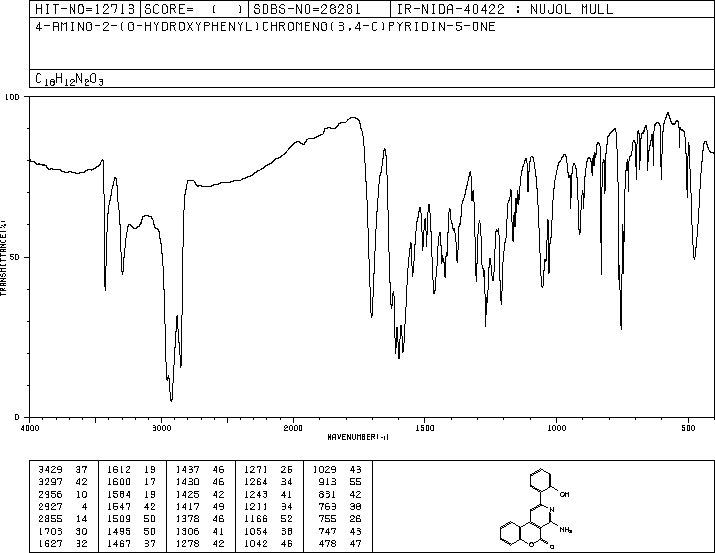 HIT-NO=12713 SCORE= ( ) SDBS-NO=28281 IR-NIDA-40422 : NUJOL MULL
4-AMINO-2-(O-HYDROXYPHENYL)CHROMENO(3,4-C)PYRIDIN-5-ONE
C18H12N2O3
100
50
0
TRANSMITTANCE(%)
4000 3000 2000 1500 1000 500
WAVENUMBER(-1)
3429 37 1612 19 1437 46 1271 26 1029 43
3297 42 1600 17 1430 46 1264 34 913 55
2956 10 1584 19 1425 42 1243 41 831 42
2927 4 1547 42 1417 49 1211 34 763 38
2855 14 1509 50 1378 46 1166 52 755 26
1703 30 1495 50 1306 41 1054 38 747 43
1627 32 1467 37 1278 42 1042 46 478 47
OH
N
NH2
O
O